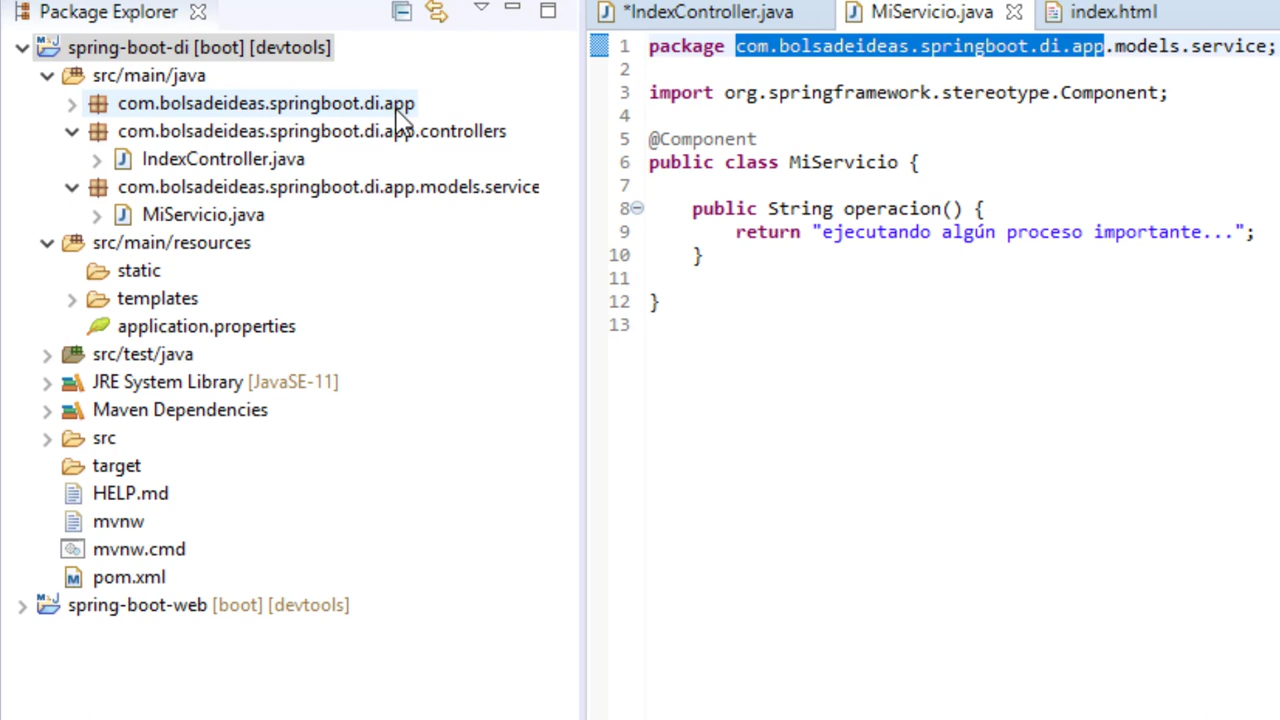 Package Explorer
spring-boot-di [boot] [devtools]
src/main/java
com.bolsadeideas.springboot.di.app
com.bolsadeideas.springboot.di.app.controllers
IndexController.java
com.bolsadeideas.springboot.di.app.models.service
MiServicio.java
src/main/resources
static
templates
application.properties
src/test/java
JRE System Library [JavaSE-11]
Maven Dependencies
src
target
HELP.md
mvnw
mvnw.cmd
pom.xml
spring-boot-web [boot] [devtools]
*IndexController.java MiServicio.java index.html
1 package com.bolsadeideas.springboot.di.app.models.service;
2
3 import org.springframework.stereotype.Component;
4
5 @Component
6 public class MiServicio {
7
8 public String operacion() {
9 return "ejecutando algún proceso importante...";
10 }
11
12 }
13